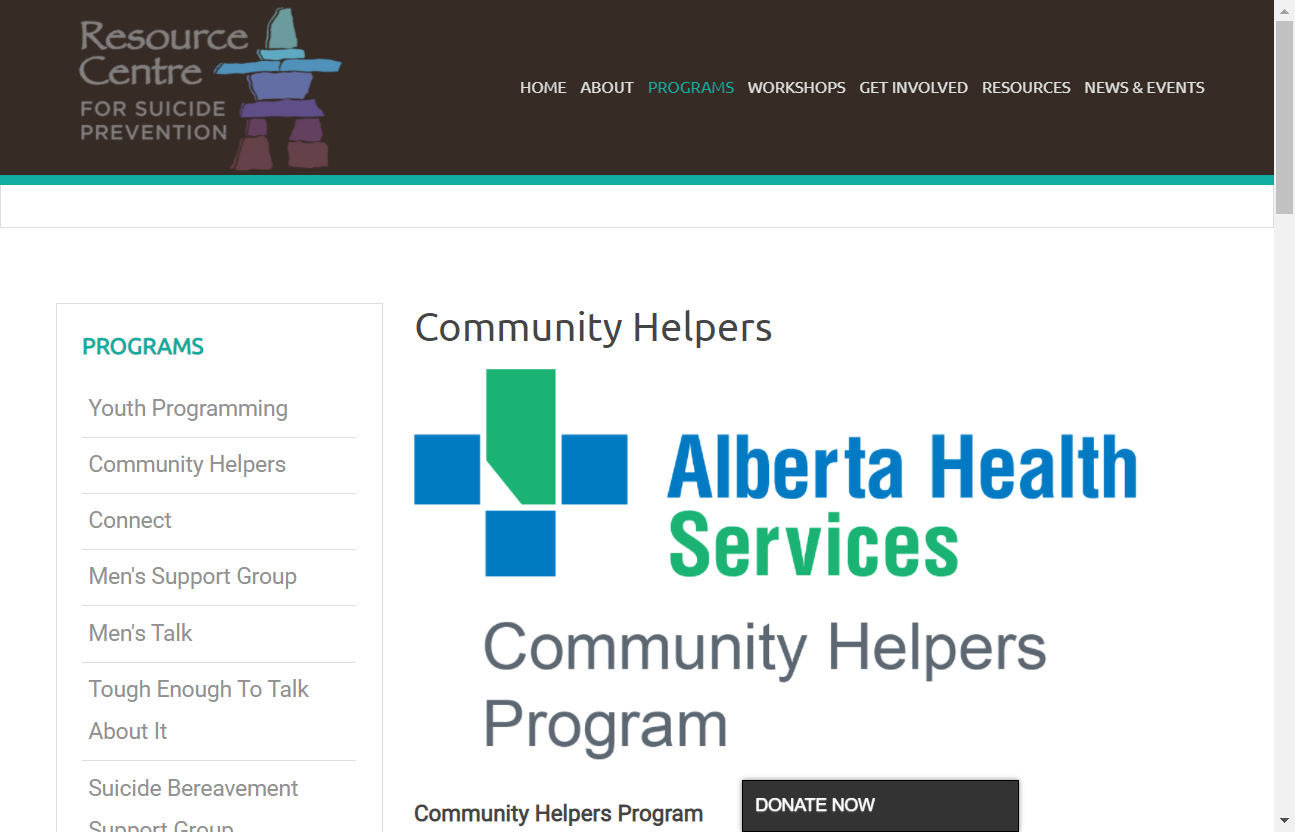 Resource
Centre
FOR SUICIDE
PREVENTION
HOME ABOUT PROGRAMS WORKSHOPS GET INVOLVED RESOURCES NEWS & EVENTS
PROGRAMS
Youth Programming
Community Helpers
Connect
Men's Support Group
Men's Talk
Tough Enough To Talk
About It
Suicide Bereavement
Support Group
Community Helpers
Alberta Health
Services
Community Helpers
Program
Community Helpers Program
DONATE NOW